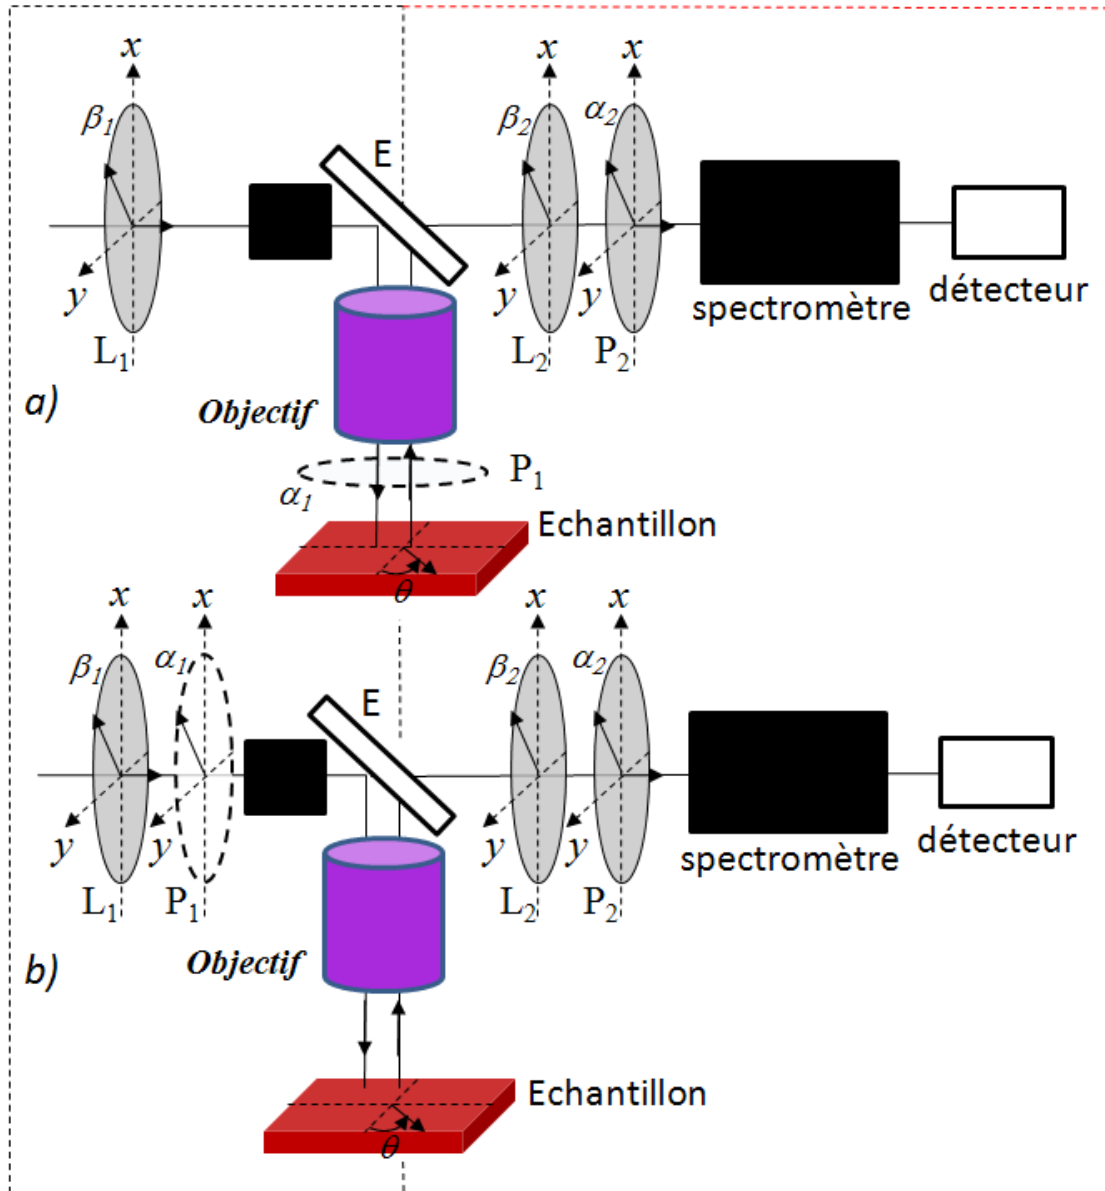 x x x
β₁ E β₂ α₂
y y y
spectromètre détecteur
L₁ L₂ P₂
a)
Objectif
α₁ P₁
Echantillon
θ
x x x x
β₁ α₁ E β₂ α₂
y y y y
spectromètre détecteur
L₁ P₁ L₂ P₂
b)
Objectif
Echantillon
θ